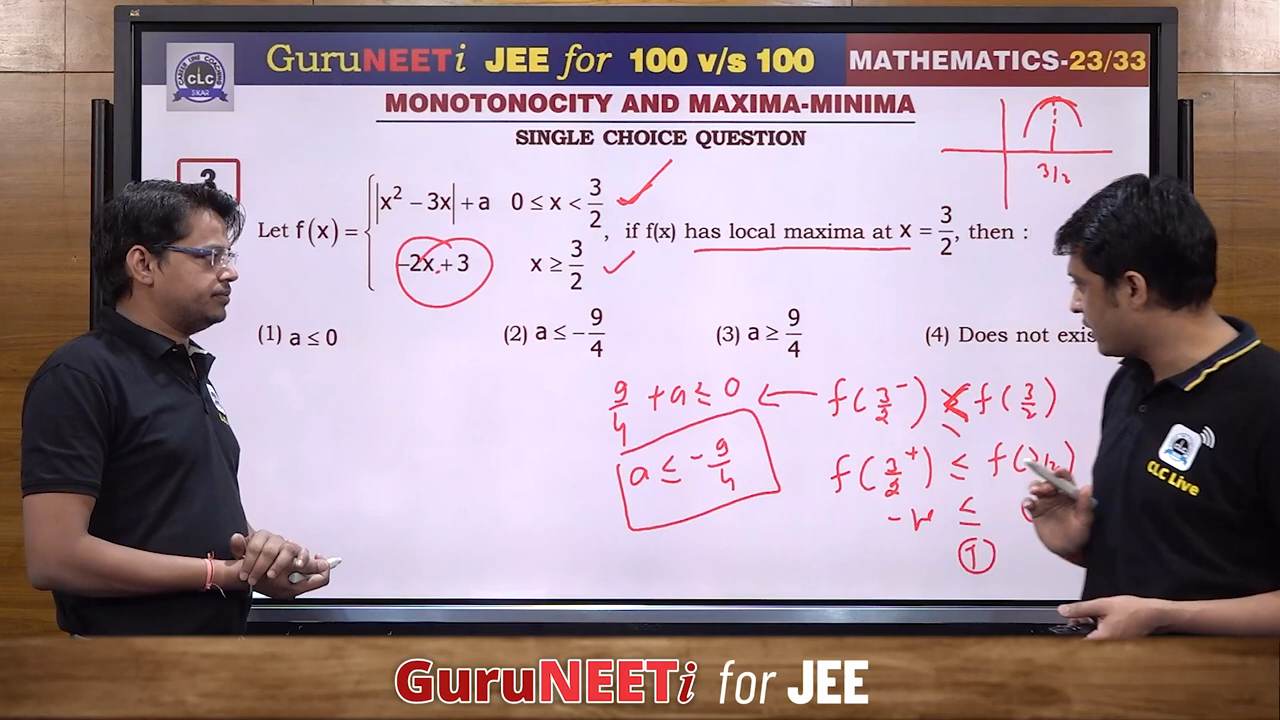 GuruNEETi JEE for 100 v/s 100 MATHEMATICS-23/33
CLC
SIKAR
MONOTONOCITY AND MAXIMA-MINIMA
SINGLE CHOICE QUESTION
3/2
3
Let f(x) = { |x² − 3x| + a 0 ≤ x < 3/2
−2x + 3 x ≥ 3/2 , if f(x) has local maxima at x = 3/2, then :
(1) a ≤ 0 (2) a ≤ −9/4 (3) a ≥ 9/4 (4) Does not exis
9/4 + a ≤ 0 ← f(3/2⁻) ≤ f(3/2)
a ≤ −9/4
f(3/2⁺) ≤ f(3/2)
≤
T
CLC Live
GuruNEETi for JEE